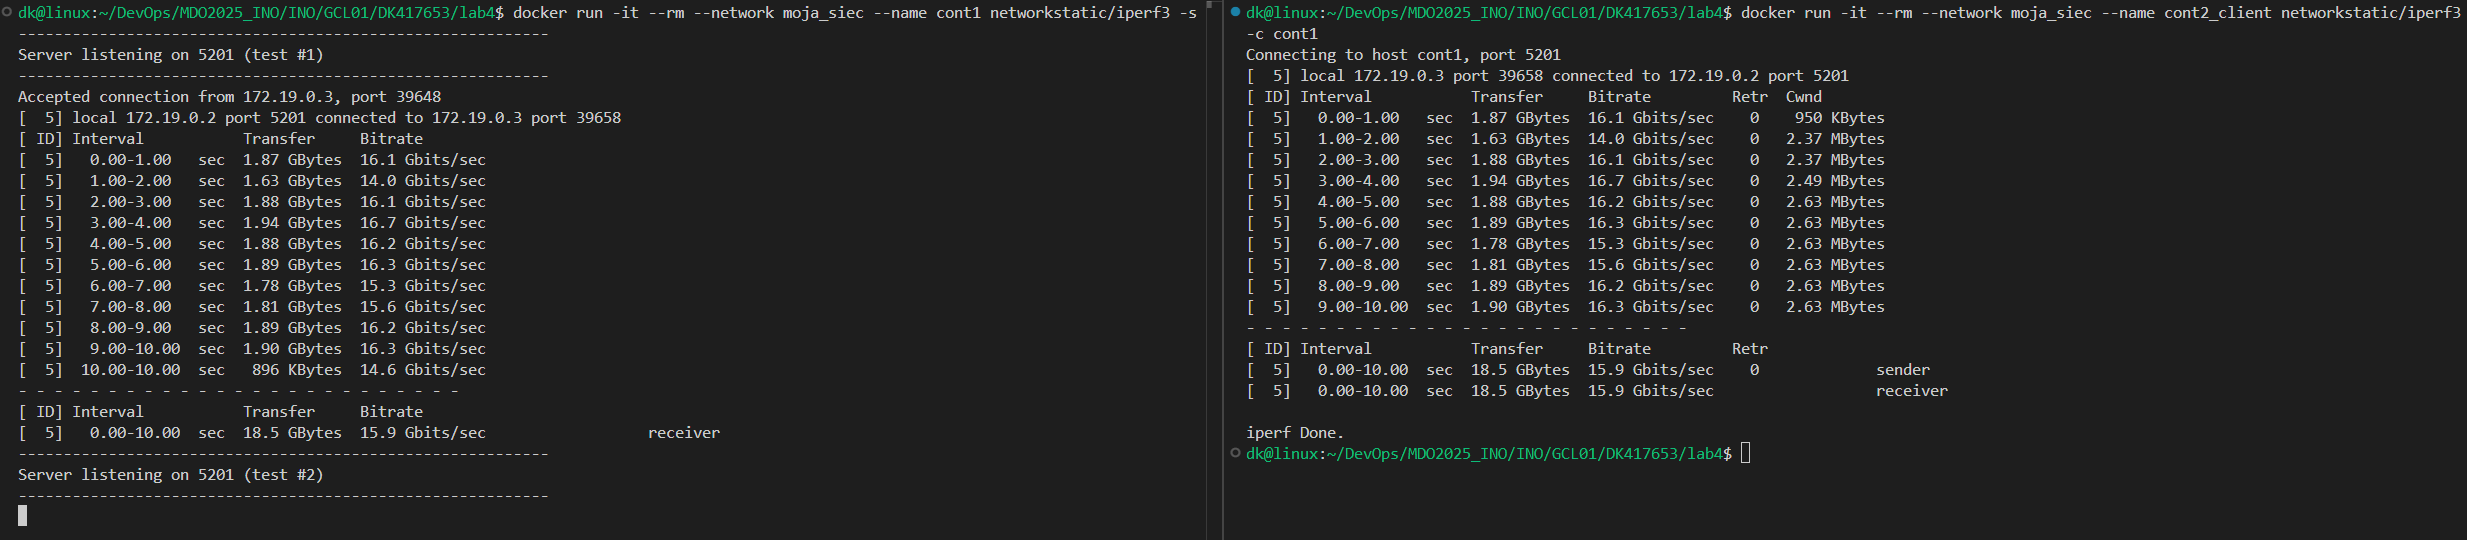 dk@linux:~/DevOps/MDO2025_INO/INO/GCL01/DK417653/lab4$ docker run -it --rm --network moja_siec --name cont1 networkstatic/iperf3 -s
-----------------------------------------------------------
Server listening on 5201 (test #1)
-----------------------------------------------------------
Accepted connection from 172.19.0.3, port 39648
[  5] local 172.19.0.2 port 5201 connected to 172.19.0.3 port 39658
[ ID] Interval           Transfer     Bitrate
[  5]   0.00-1.00   sec  1.87 GBytes  16.1 Gbits/sec
[  5]   1.00-2.00   sec  1.63 GBytes  14.0 Gbits/sec
[  5]   2.00-3.00   sec  1.88 GBytes  16.1 Gbits/sec
[  5]   3.00-4.00   sec  1.94 GBytes  16.7 Gbits/sec
[  5]   4.00-5.00   sec  1.88 GBytes  16.2 Gbits/sec
[  5]   5.00-6.00   sec  1.89 GBytes  16.3 Gbits/sec
[  5]   6.00-7.00   sec  1.78 GBytes  15.3 Gbits/sec
[  5]   7.00-8.00   sec  1.81 GBytes  15.6 Gbits/sec
[  5]   8.00-9.00   sec  1.89 GBytes  16.2 Gbits/sec
[  5]   9.00-10.00  sec  1.90 GBytes  16.3 Gbits/sec
[  5]  10.00-10.00  sec   896 KBytes  14.6 Gbits/sec
- - - - - - - - - - - - - - - - - - - - - - - - -
[ ID] Interval           Transfer     Bitrate
[  5]   0.00-10.00  sec  18.5 GBytes  15.9 Gbits/sec                  receiver
-----------------------------------------------------------
Server listening on 5201 (test #2)
-----------------------------------------------------------
dk@linux:~/DevOps/MDO2025_INO/INO/GCL01/DK417653/lab4$ docker run -it --rm --network moja_siec --name cont2_client networkstatic/iperf3
-c cont1
Connecting to host cont1, port 5201
[  5] local 172.19.0.3 port 39658 connected to 172.19.0.2 port 5201
[ ID] Interval           Transfer     Bitrate         Retr  Cwnd
[  5]   0.00-1.00   sec  1.87 GBytes  16.1 Gbits/sec    0    950 KBytes
[  5]   1.00-2.00   sec  1.63 GBytes  14.0 Gbits/sec    0   2.37 MBytes
[  5]   2.00-3.00   sec  1.88 GBytes  16.1 Gbits/sec    0   2.37 MBytes
[  5]   3.00-4.00   sec  1.94 GBytes  16.7 Gbits/sec    0   2.49 MBytes
[  5]   4.00-5.00   sec  1.88 GBytes  16.2 Gbits/sec    0   2.63 MBytes
[  5]   5.00-6.00   sec  1.89 GBytes  16.3 Gbits/sec    0   2.63 MBytes
[  5]   6.00-7.00   sec  1.78 GBytes  15.3 Gbits/sec    0   2.63 MBytes
[  5]   7.00-8.00   sec  1.81 GBytes  15.6 Gbits/sec    0   2.63 MBytes
[  5]   8.00-9.00   sec  1.89 GBytes  16.2 Gbits/sec    0   2.63 MBytes
[  5]   9.00-10.00  sec  1.90 GBytes  16.3 Gbits/sec    0   2.63 MBytes
- - - - - - - - - - - - - - - - - - - - - - - - -
[ ID] Interval           Transfer     Bitrate         Retr
[  5]   0.00-10.00  sec  18.5 GBytes  15.9 Gbits/sec    0             sender
[  5]   0.00-10.00  sec  18.5 GBytes  15.9 Gbits/sec                  receiver
iperf Done.
dk@linux:~/DevOps/MDO2025_INO/INO/GCL01/DK417653/lab4$